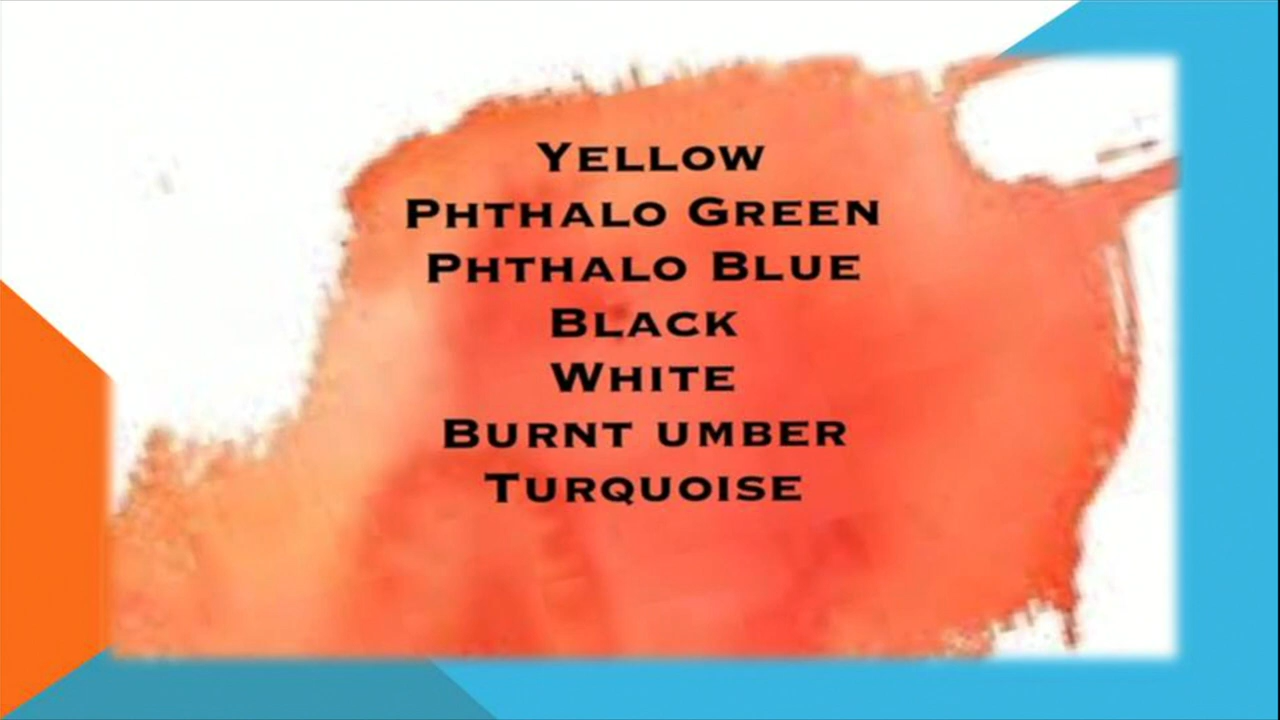 Yellow
Phthalo Green
Phthalo Blue
Black
White
Burnt umber
Turquoise